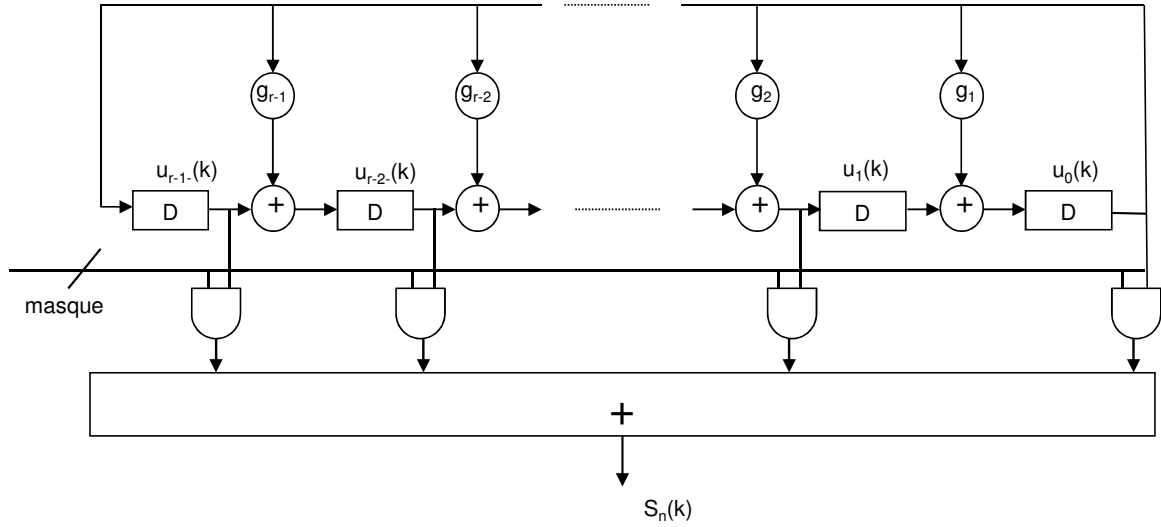 g_{r-1} g_{r-2} g_2 g_1
u_{r-1-}(k) u_{r-2-}(k) u_1(k) u_0(k)
D + D + + D + D
masque
+
S_n(k)